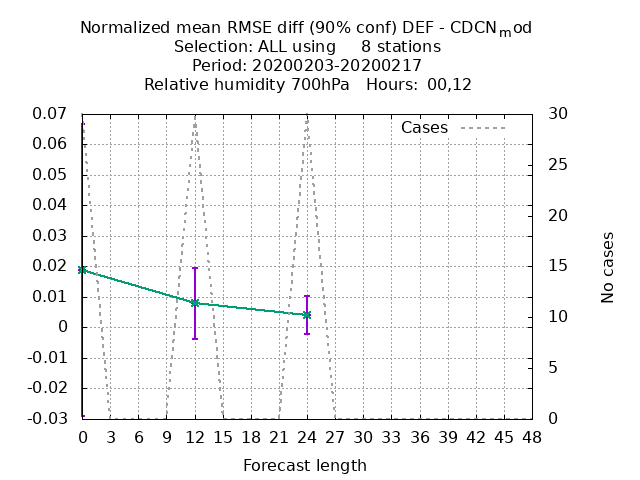 Normalized mean RMSE diff (90% conf) DEF - CDCNmod
Selection: ALL using 8 stations
Period: 20200203-20200217
Relative humidity 700hPa Hours: 00,12
0.07
0.06
0.05
0.04
0.03
0.02
0.01
0
-0.01
-0.02
-0.03
Cases
30
25
20
15
10
5
0
No cases
0 3 6 9 12 15 18 21 24 27 30 33 36 39 42 45 48
Forecast length